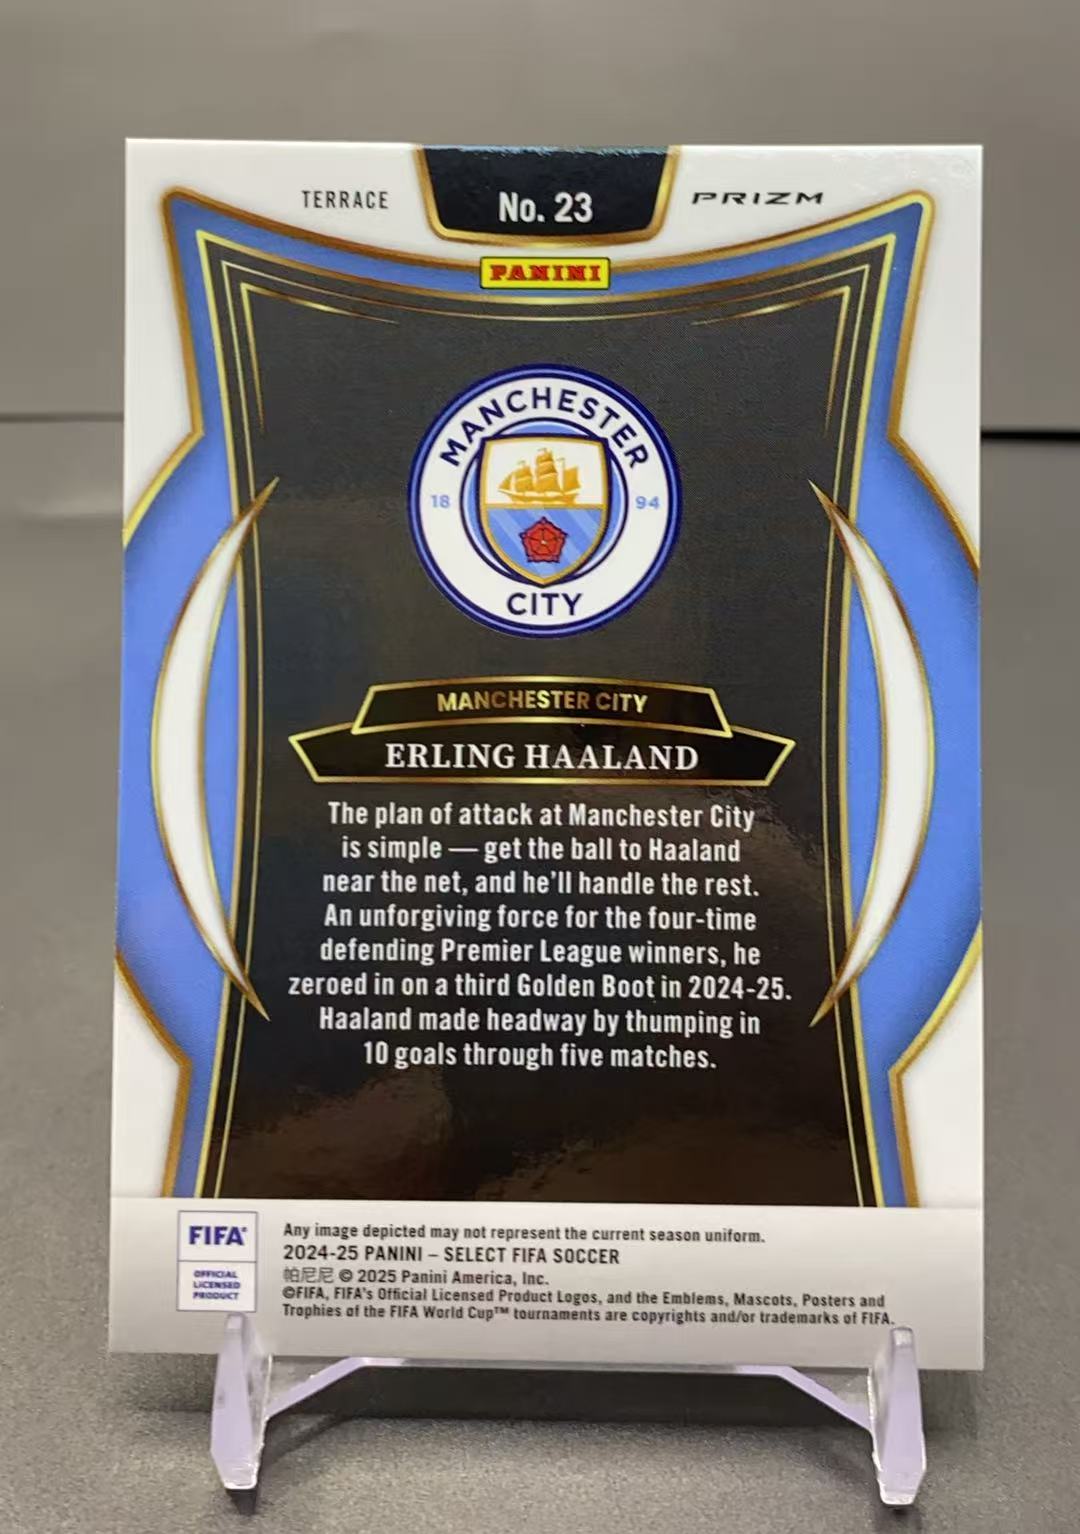 TERRACE
No. 23
PRIZM
PANINI
MANCHESTER
18 94
CITY
MANCHESTER CITY
ERLING HAALAND
The plan of attack at Manchester City
is simple — get the ball to Haaland
near the net, and he'll handle the rest.
An unforgiving force for the four-time
defending Premier League winners, he
zeroed in on a third Golden Boot in 2024-25.
Haaland made headway by thumping in
10 goals through five matches.
FIFA®
OFFICIAL
LICENSED
PRODUCT
Any image depicted may not represent the current season uniform.
2024-25 PANINI – SELECT FIFA SOCCER
帕尼尼 © 2025 Panini America, Inc.
©FIFA, FIFA's Official Licensed Product Logos, and the Emblems, Mascots, Posters and
Trophies of the FIFA World Cup™ tournaments are copyrights and/or trademarks of FIFA.